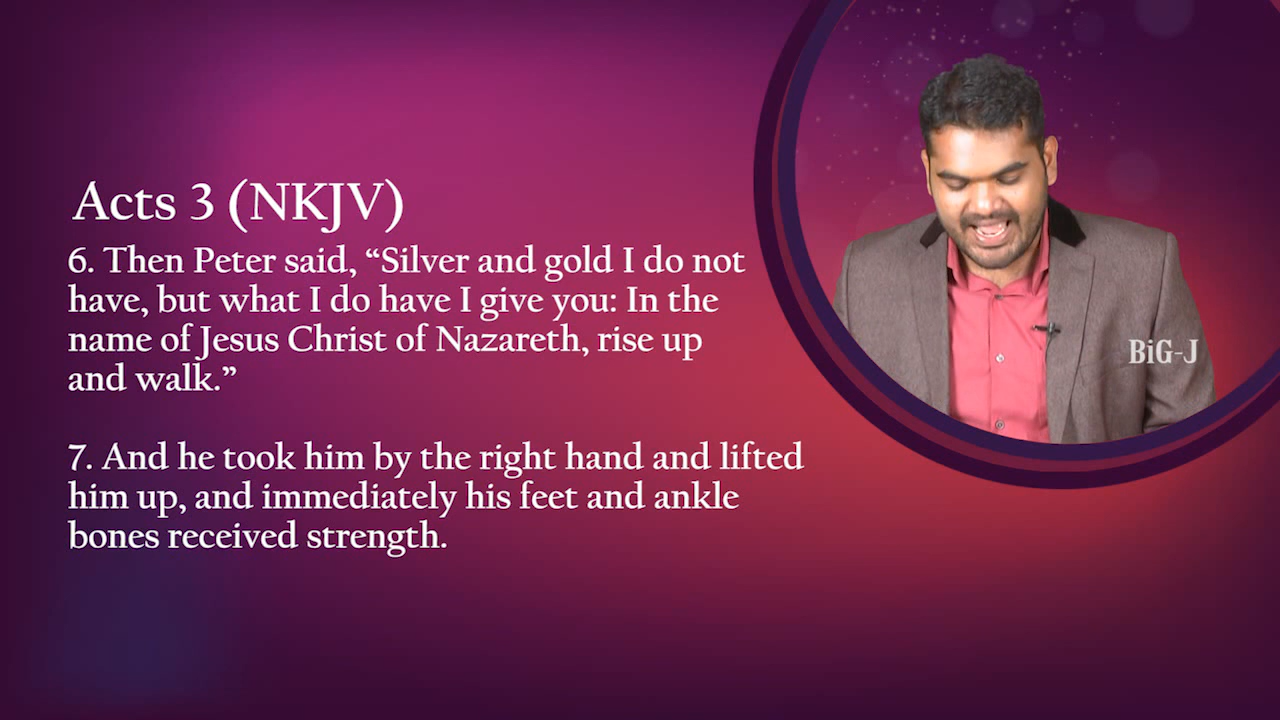 Acts 3 (NKJV)
6. Then Peter said, “Silver and gold I do not
have, but what I do have I give you: In the
name of Jesus Christ of Nazareth, rise up
and walk.”
7. And he took him by the right hand and lifted
him up, and immediately his feet and ankle
bones received strength.
BiG-J